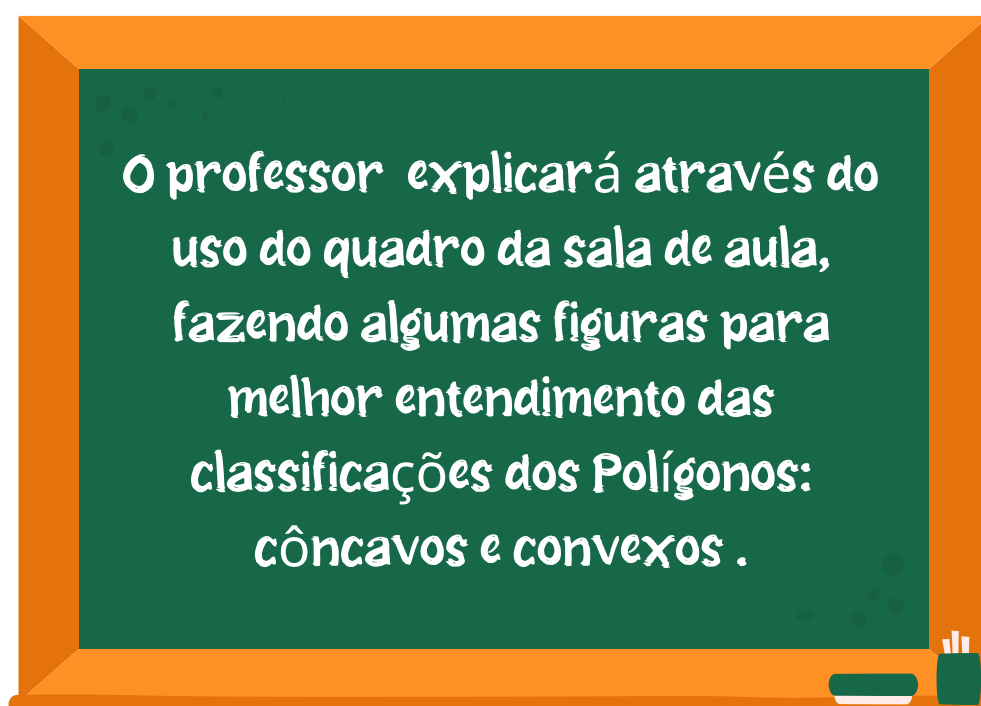 O professor  explicará através do
uso do quadro da sala de aula,
fazendo algumas figuras para
melhor entendimento das
classificações dos Polígonos:
côncavos e convexos .